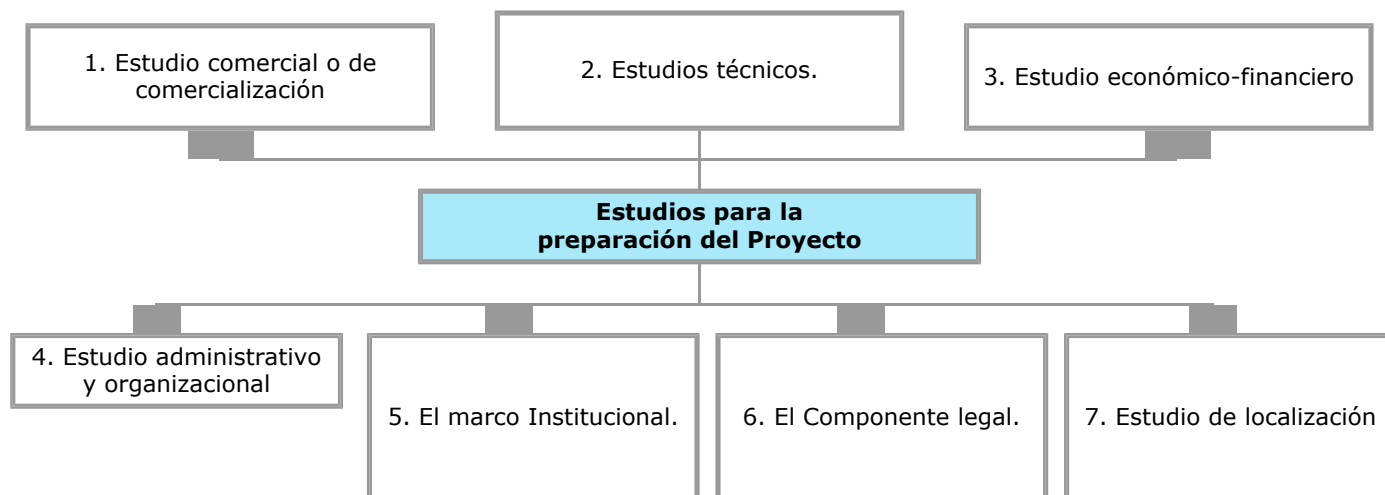 1. Estudio comercial o de
comercialización
2. Estudios técnicos.
3. Estudio económico-financiero
Estudios para la
preparación del Proyecto
4. Estudio administrativo
y organizacional
5. El marco Institucional.
6. El Componente legal.
7. Estudio de localización